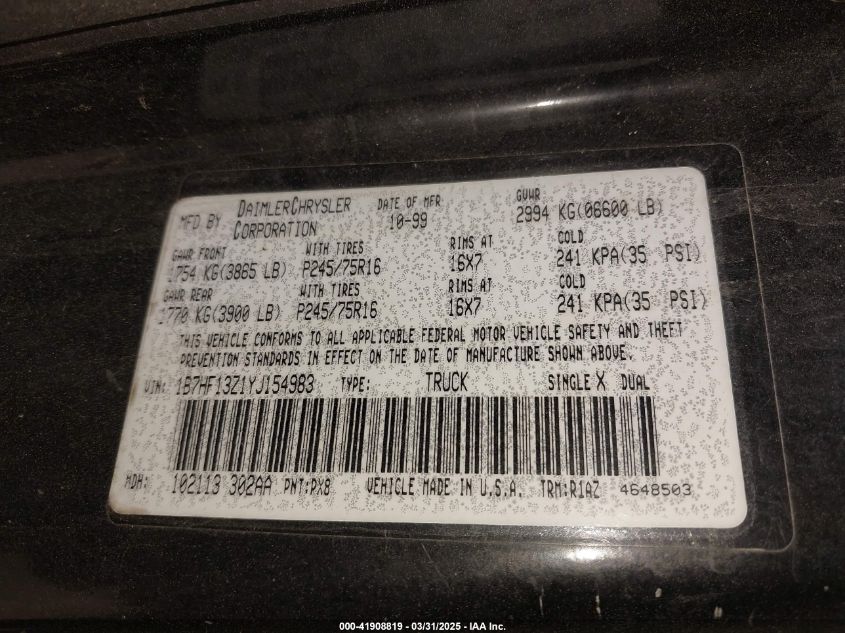 MFD BY DAIMLERCHRYSLER CORPORATION DATE OF MFR 10-99 GVWR 2994 KG(06600 LB)
GAWR FRONT WITH TIRES RIMS AT COLD
1754 KG(3865 LB) P245/75R16 16X7 241 KPA(35 PSI)
GAWR REAR WITH TIRES RIMS AT COLD
1770 KG(3900 LB) P245/75R16 16X7 241 KPA(35 PSI)
THIS VEHICLE CONFORMS TO ALL APPLICABLE FEDERAL MOTOR VEHICLE SAFETY AND THEFT
PREVENTION STANDARDS IN EFFECT ON THE DATE OF MANUFACTURE SHOWN ABOVE.
VIN: 1B7HF13Z1YJ154983 TYPE: TRUCK SINGLE X DUAL
MDH: 102113 302AA PNT:PX8 VEHICLE MADE IN U.S.A. TRM:R1AZ 4648503
000-41908819 - 03/31/2025 - IAA Inc.